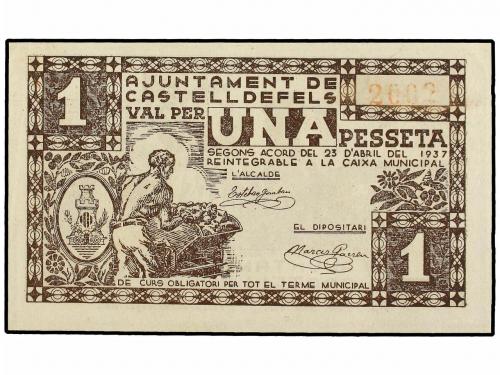 1
AJUNTAMENT DE
CASTELLDEFELS
2602
VAL PER UNA PESSETA
SEGONS ACORD DEL 23 D'ABRIL DEL 1937
REINTEGRABLE A LA CAIXA MUNICIPAL
L'ALCALDE
EL DIPOSITARI
1
DE CURS OBLIGATORI PER TOT EL TERME MUNICIPAL